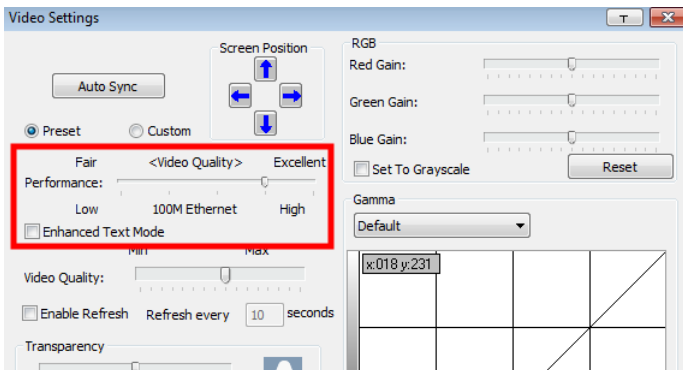 Video Settings
T
Screen Position
Auto Sync
Preset
Custom
Fair
<Video Quality>
Excellent
Performance:
Low
100M Ethernet
High
Enhanced Text Mode
Min
Max
Video Quality:
Enable Refresh
Refresh every
10
seconds
Transparency
RGB
Red Gain:
Green Gain:
Blue Gain:
Set To Grayscale
Reset
Gamma
Default
x:018 y:231